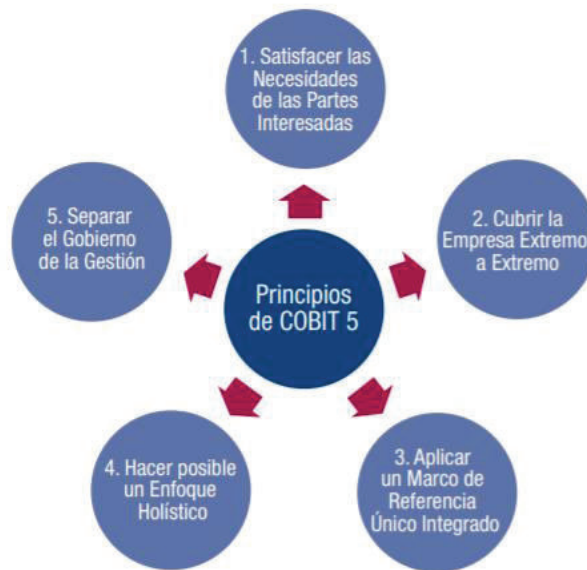 1. Satisfacer las
Necesidades
de las Partes
Interesadas
5. Separar
el Gobierno
de la Gestión
2. Cubrir la
Empresa Extremo
a Extremo
Principios
de COBIT 5
4. Hacer posible
un Enfoque
Holístico
3. Aplicar
un Marco de
Referencia
Único Integrado